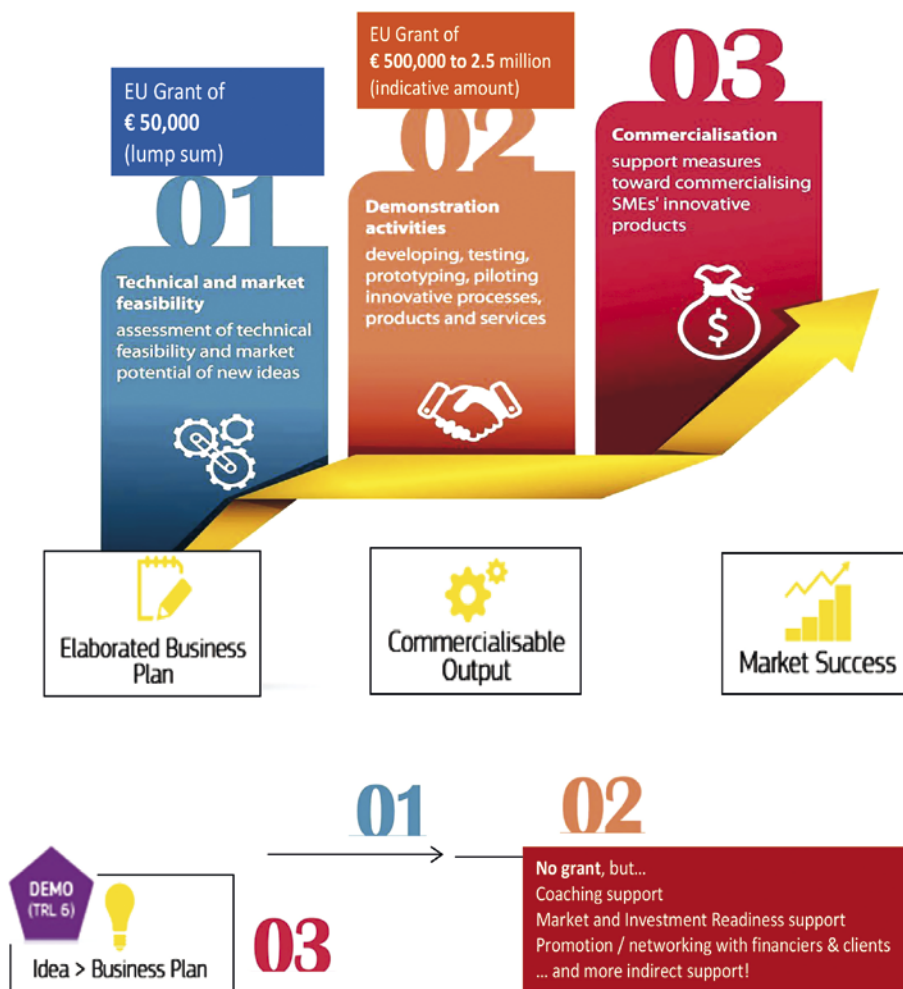 EU Grant of
€ 50,000
(lump sum)
01
Technical and market
feasibility
assessment of technical
feasibility and market
potential of new ideas
EU Grant of
€ 500,000 to 2.5 million
(indicative amount)
02
Demonstration
activities
developing, testing,
prototyping, piloting
innovative processes,
products and services
03
Commercialisation
support measures
toward commercialising
SMEs' innovative
products
$
Elaborated Business
Plan
Commercialisable
Output
Market Success
01
02
DEMO
(TRL 6)
Idea > Business Plan
03
No grant, but...
Coaching support
Market and Investment Readiness support
Promotion / networking with financiers & clients
... and more indirect support!